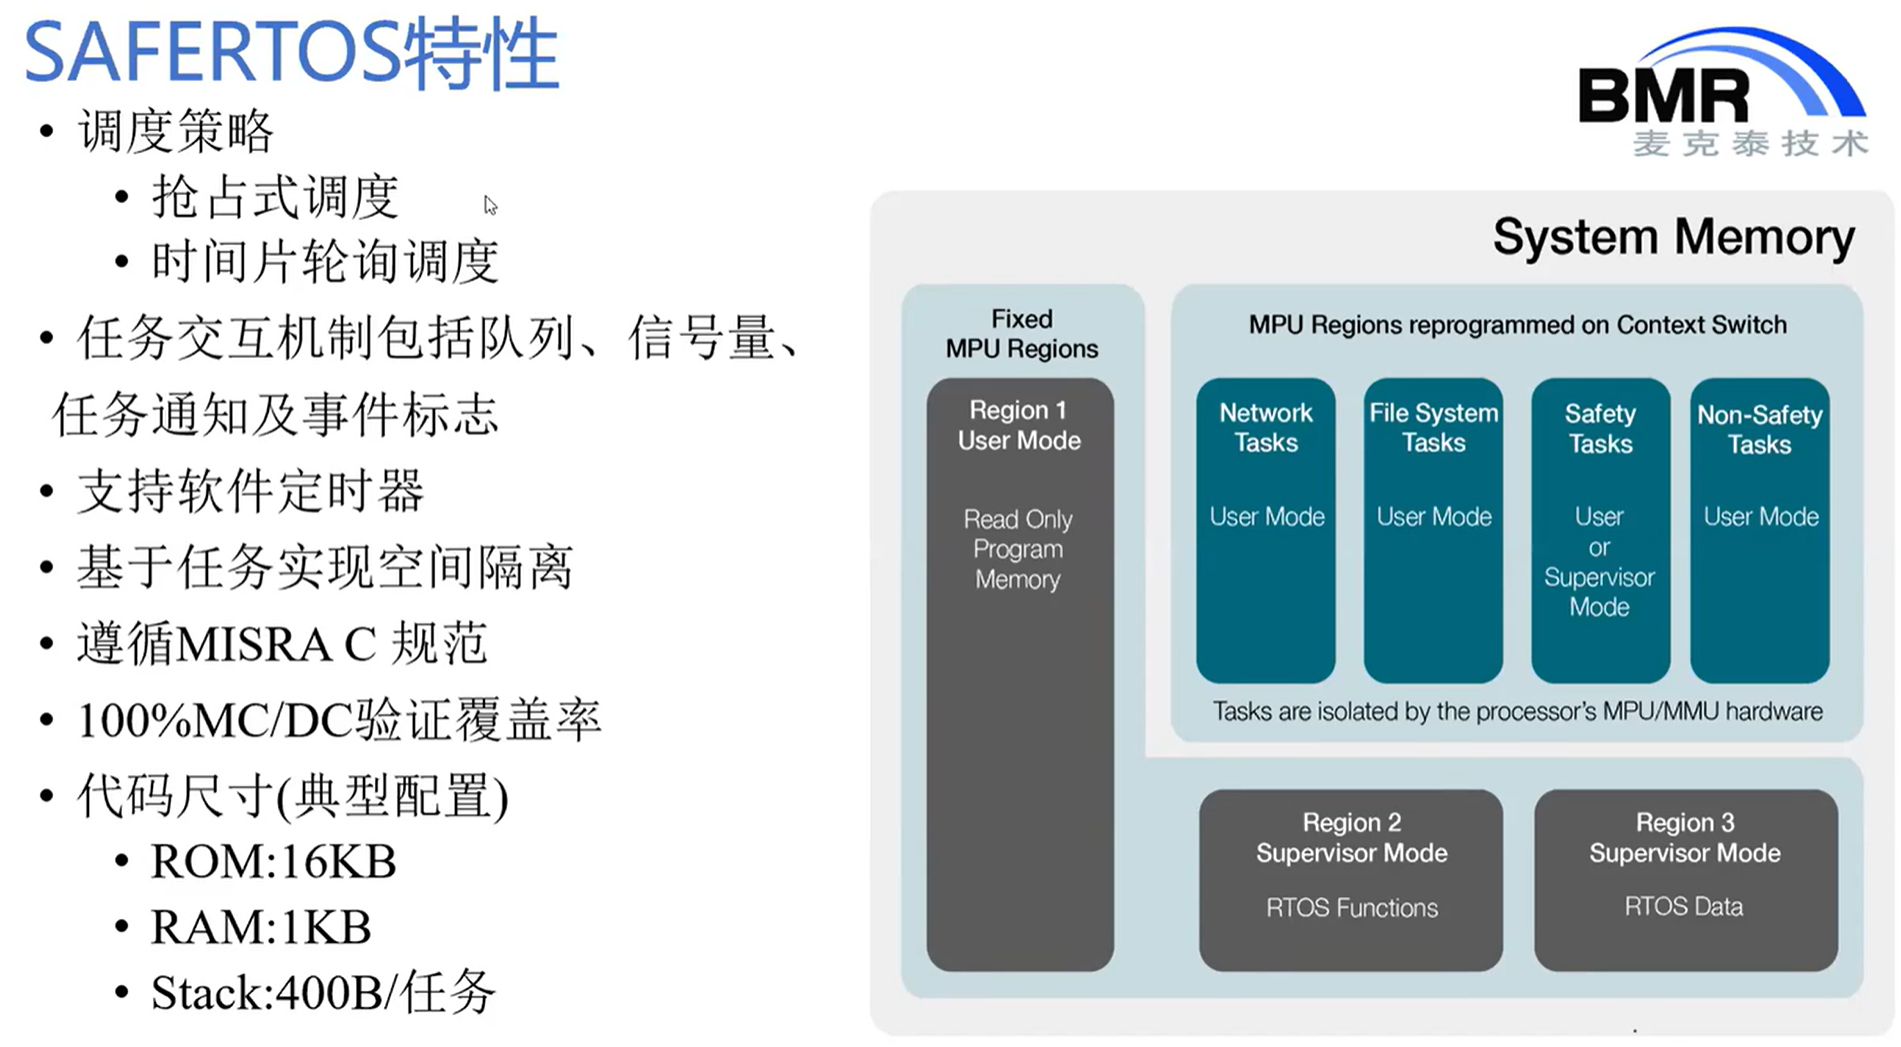 SAFERTOS特性
• 调度策略
• 抢占式调度
• 时间片轮询调度
• 任务交互机制包括队列、信号量、
任务通知及事件标志
• 支持软件定时器
• 基于任务实现空间隔离
• 遵循MISRA C 规范
• 100%MC/DC验证覆盖率
• 代码尺寸(典型配置)
• ROM:16KB
• RAM:1KB
• Stack:400B/任务
BMR
麦克泰技术
System Memory
Fixed
MPU Regions
Region 1
User Mode
Read Only
Program
Memory
MPU Regions reprogrammed on Context Switch
Network
Tasks
User Mode
File System
Tasks
User Mode
Safety
Tasks
User
or
Supervisor
Mode
Non-Safety
Tasks
User Mode
Tasks are isolated by the processor's MPU/MMU hardware
Region 2
Supervisor Mode
RTOS Functions
Region 3
Supervisor Mode
RTOS Data